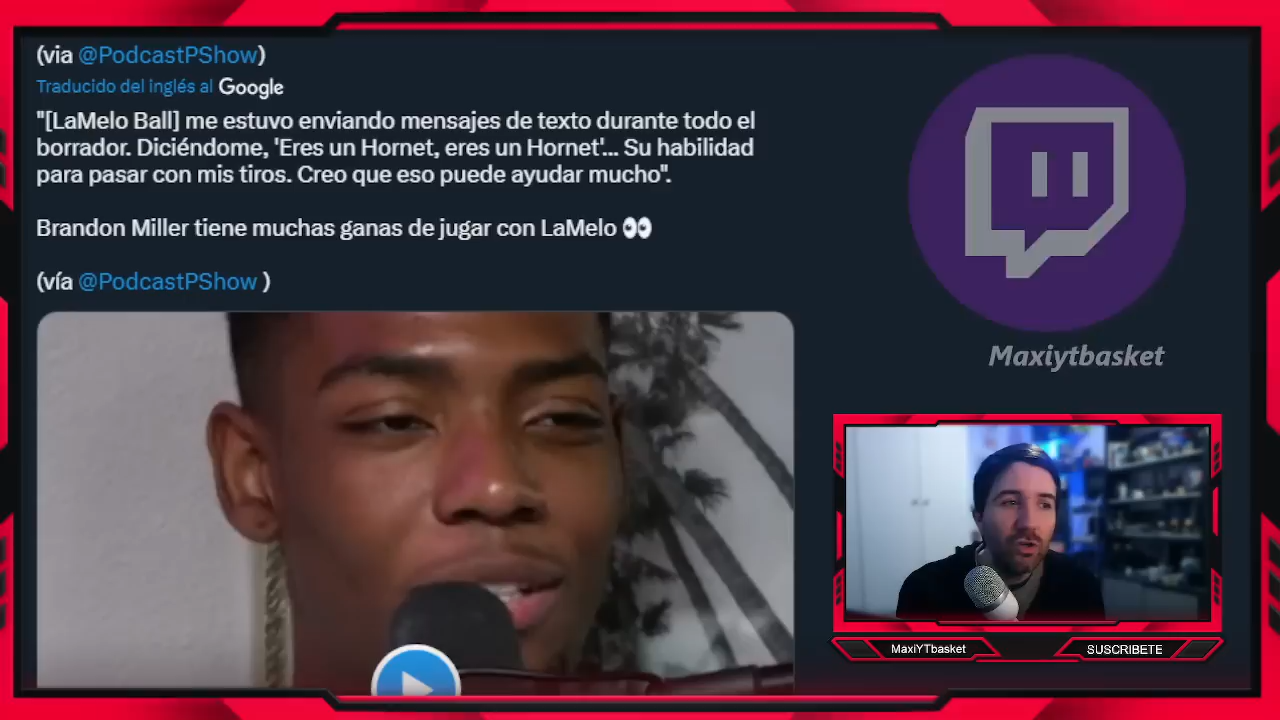 (via @PodcastPShow)
Traducido del inglés al Google
"[LaMelo Ball] me estuvo enviando mensajes de texto durante todo el
borrador. Diciéndome, 'Eres un Hornet, eres un Hornet'... Su habilidad
para pasar con mis tiros. Creo que eso puede ayudar mucho".
Brandon Miller tiene muchas ganas de jugar con LaMelo 👀
(vía @PodcastPShow )
Maxiytbasket
MaxiYTbasket
SUSCRIBETE